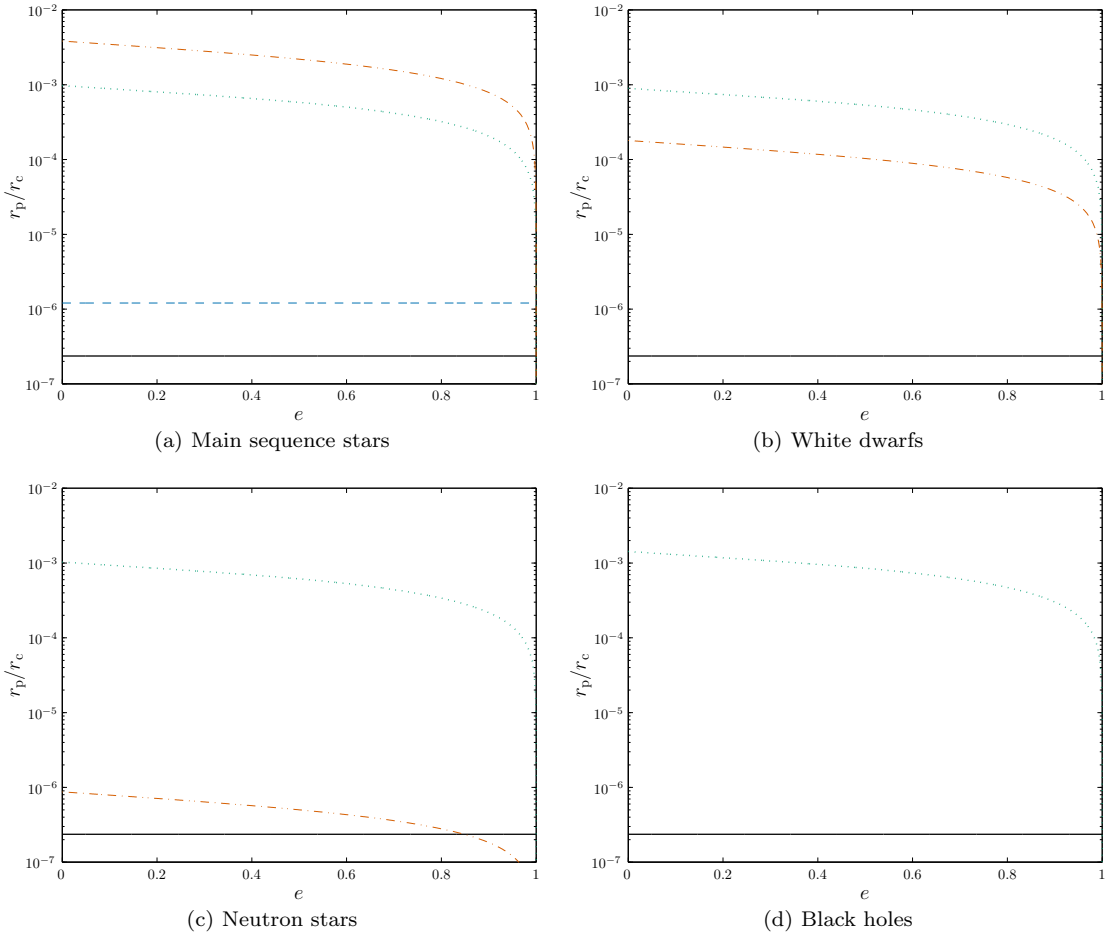 10⁻²
10⁻³
10⁻⁴
10⁻⁵
10⁻⁶
10⁻⁷
r_p/r_c
0 0.2 0.4 0.6 0.8 1
e
(a) Main sequence stars
10⁻²
10⁻³
10⁻⁴
10⁻⁵
10⁻⁶
10⁻⁷
r_p/r_c
0 0.2 0.4 0.6 0.8 1
e
(b) White dwarfs
10⁻²
10⁻³
10⁻⁴
10⁻⁵
10⁻⁶
10⁻⁷
r_p/r_c
0 0.2 0.4 0.6 0.8 1
e
(c) Neutron stars
10⁻²
10⁻³
10⁻⁴
10⁻⁵
10⁻⁶
10⁻⁷
r_p/r_c
0 0.2 0.4 0.6 0.8 1
e
(d) Black holes